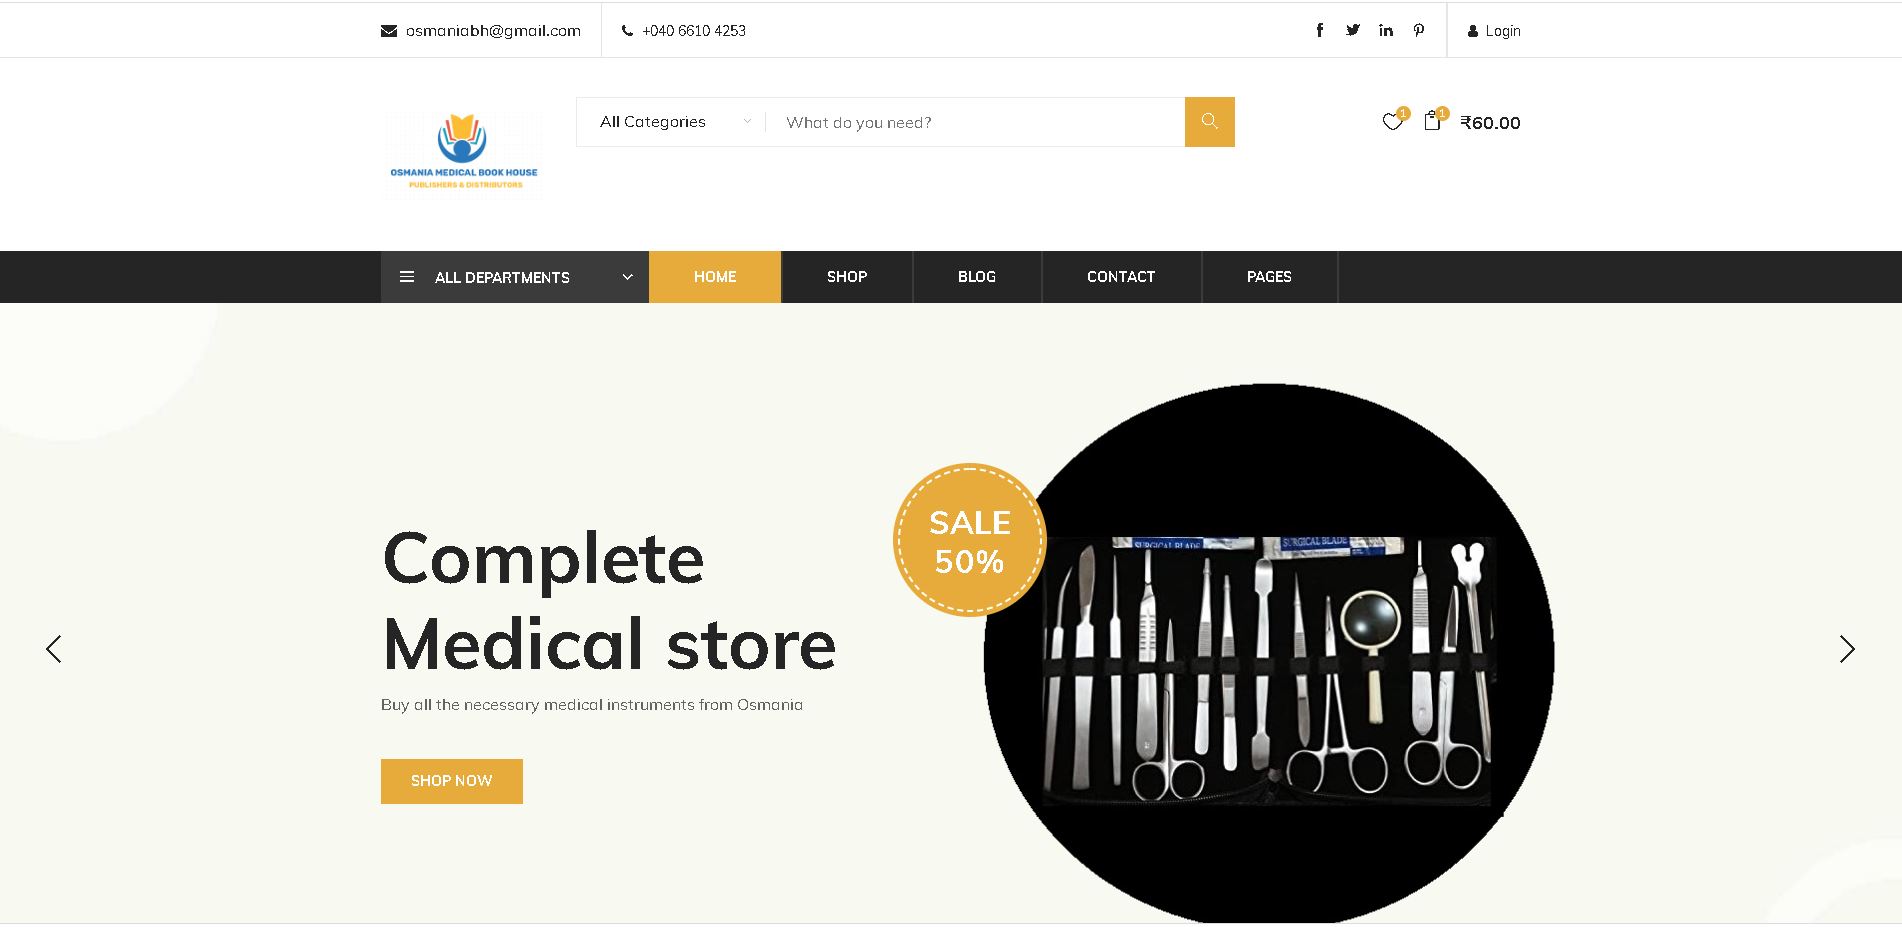 osmaniabh@gmail.com
+040 6610 4253
Login
OSMANIA MEDICAL BOOK HOUSE
PUBLISHERS & DISTRIBUTORS
All Categories
What do you need?
1
1
₹60.00
ALL DEPARTMENTS
HOME
SHOP
BLOG
CONTACT
PAGES
SALE
50%
SURGICAL BLADE
SURGICAL BLADE
Complete
Medical store
Buy all the necessary medical instruments from Osmania
SHOP NOW